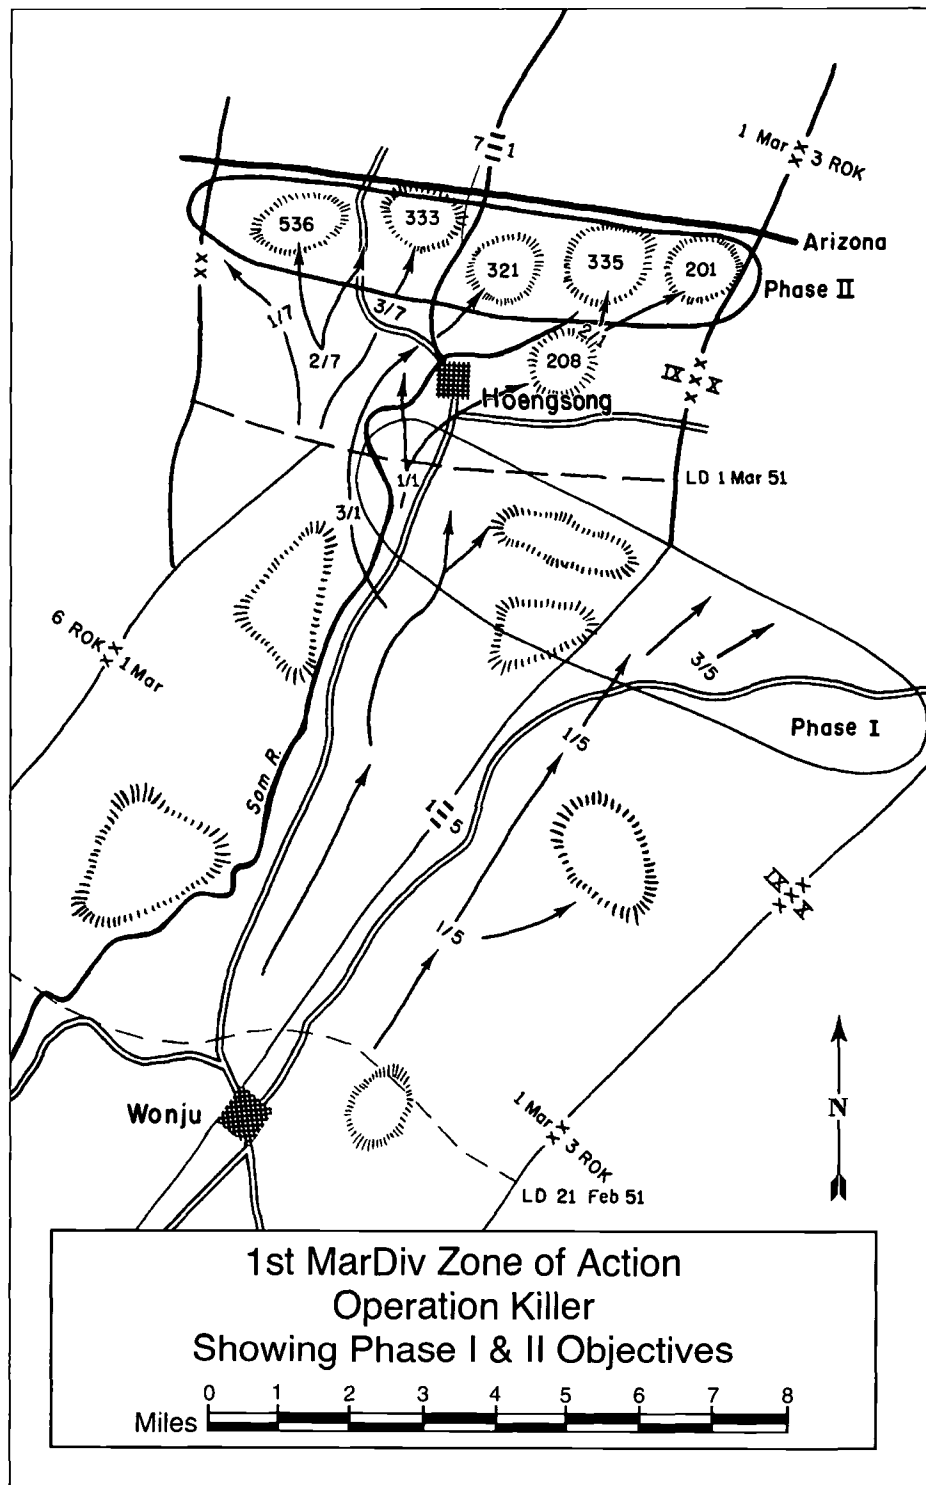 7 1
1 Mar 3 ROK
Arizona
536
333
321
335
201
Phase II
1/7
3/7
2/7
2/1
208
IX X
Hoengsong
LD 1 Mar 51
1/1
3/1
6 ROK 1 Mar
3/5
Phase I
1/5
Som R.
1 5
IX X
1/5
N
Wonju
1 Mar 3 ROK
LD 21 Feb 51
1st MarDiv Zone of Action
Operation Killer
Showing Phase I & II Objectives
0 1 2 3 4 5 6 7 8
Miles